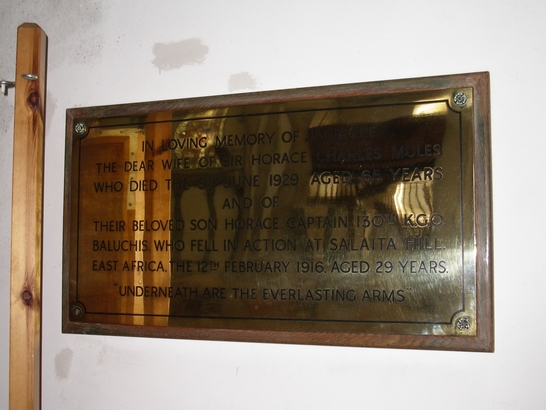 IN LOVING MEMORY OF
THE DEAR WIFE OF SIR HORACE CHARLES MULES
WHO DIED THE JUNE 1929 AGED 65 YEARS
AND OF
THEIR BELOVED SON HORACE CAPTAIN 130TH K.G.O.
BALUCHIS WHO FELL IN ACTION AT SALAITA HILL.
EAST AFRICA. THE 12TH FEBRUARY 1916. AGED 29 YEARS.
"UNDERNEATH ARE THE EVERLASTING ARMS"